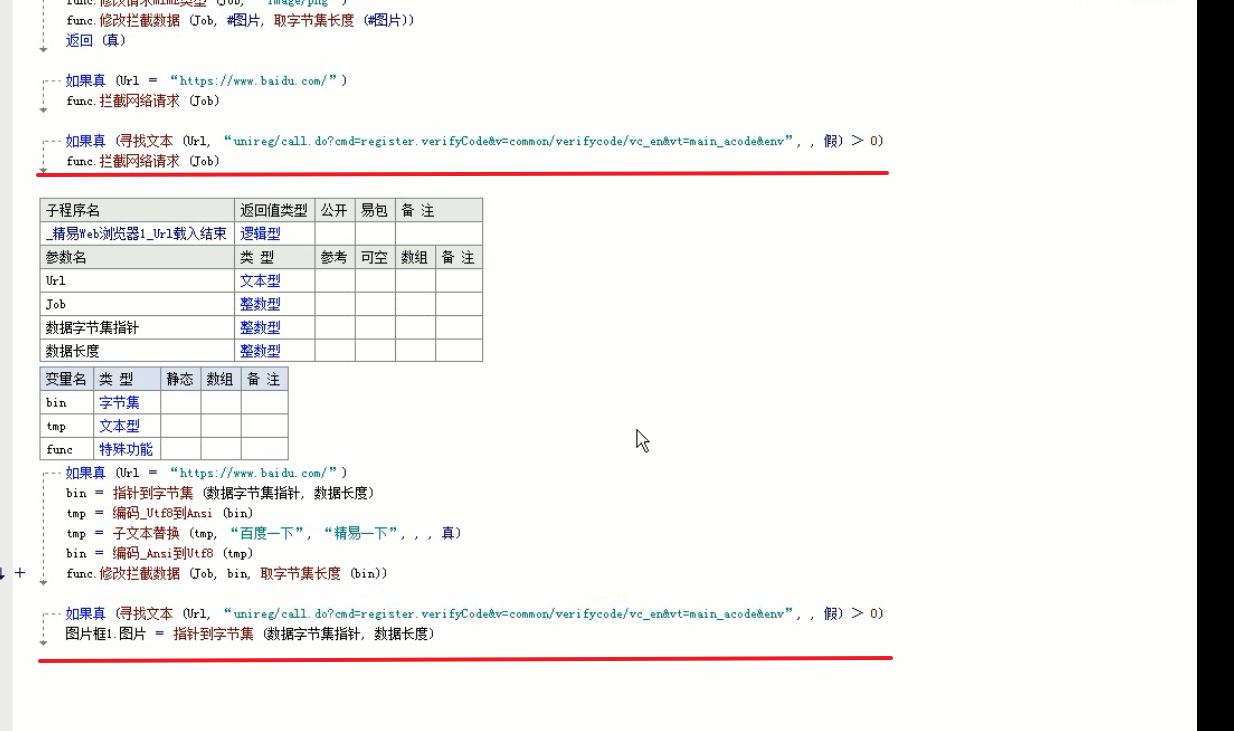 func.修改请求MIME类型 (Job, “image/png”)
func.修改拦截数据 (Job, #图片, 取字节集长度 (#图片))
返回 (真)
如果真 (Url = “https://www.baidu.com/”)
func.拦截网络请求 (Job)
如果真 (寻找文本 (Url, “unireg/call.do?cmd=register.verifyCode&v=common/verifycode/vc_en&vt=main_acode&env”, , 假) > 0)
func.拦截网络请求 (Job)
子程序名 返回值类型 公开 易包 备 注
_精易Web浏览器1_Url载入结束 逻辑型
参数名 类 型 参考 可空 数组 备 注
Url 文本型
Job 整数型
数据字节集指针 整数型
数据长度 整数型
变量名 类 型 静态 数组 备 注
bin 字节集
tmp 文本型
func 特殊功能
如果真 (Url = “https://www.baidu.com/”)
bin = 指针到字节集 (数据字节集指针, 数据长度)
tmp = 编码_Utf8到Ansi (bin)
tmp = 子文本替换 (tmp, “百度一下”, “精易一下”, , , 真)
bin = 编码_Ansi到Utf8 (tmp)
func.修改拦截数据 (Job, bin, 取字节集长度 (bin))
如果真 (寻找文本 (Url, “unireg/call.do?cmd=register.verifyCode&v=common/verifycode/vc_en&vt=main_acode&env”, , 假) > 0)
图片框1.图片 = 指针到字节集 (数据字节集指针, 数据长度)